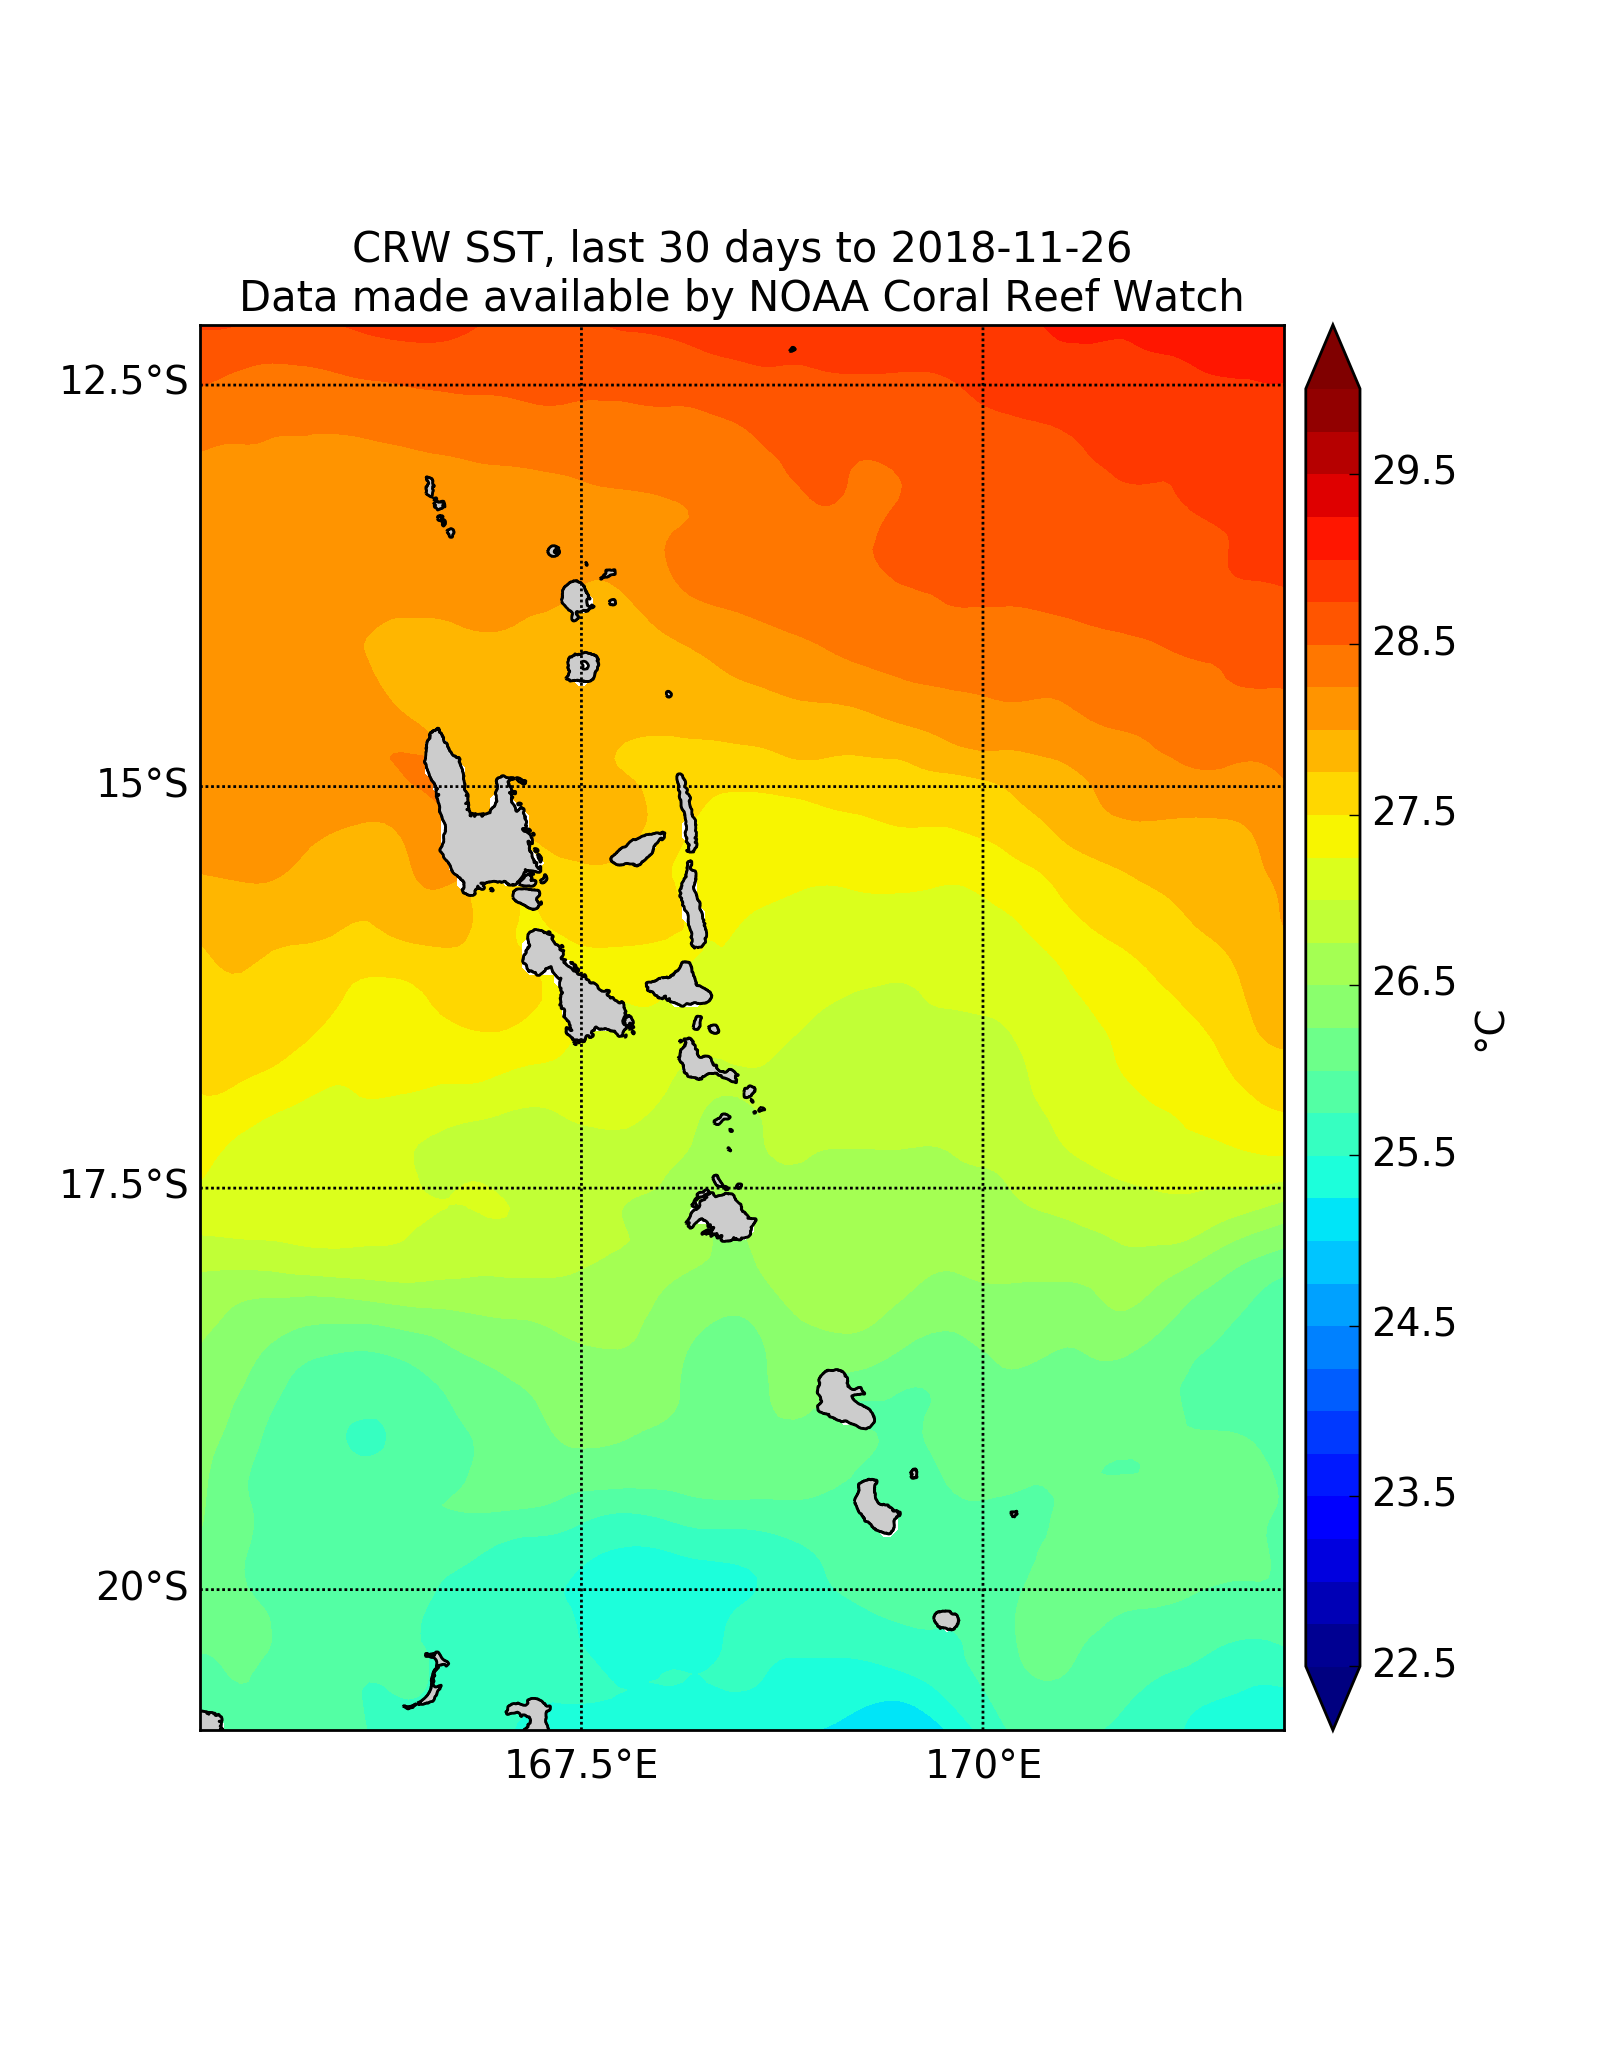 CRW SST, last 30 days to 2018-11-26
Data made available by NOAA Coral Reef Watch
12.5°S
15°S
17.5°S
20°S
167.5°E
170°E
29.5
28.5
27.5
26.5
25.5
24.5
23.5
22.5
°C